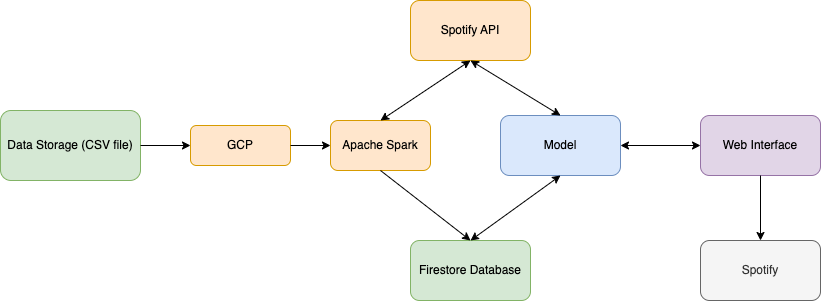 Spotify API
Data Storage (CSV file)
GCP
Apache Spark
Model
Web Interface
Firestore Database
Spotify